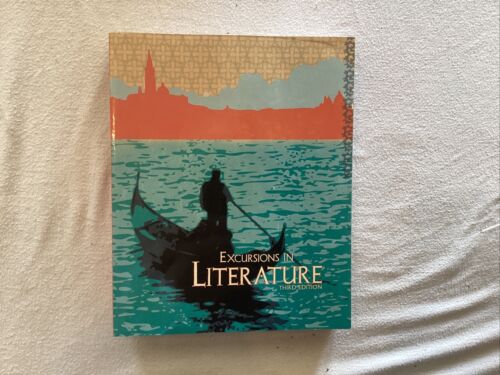 EXCURSIONS IN
LITERATURE
THIRD EDITION